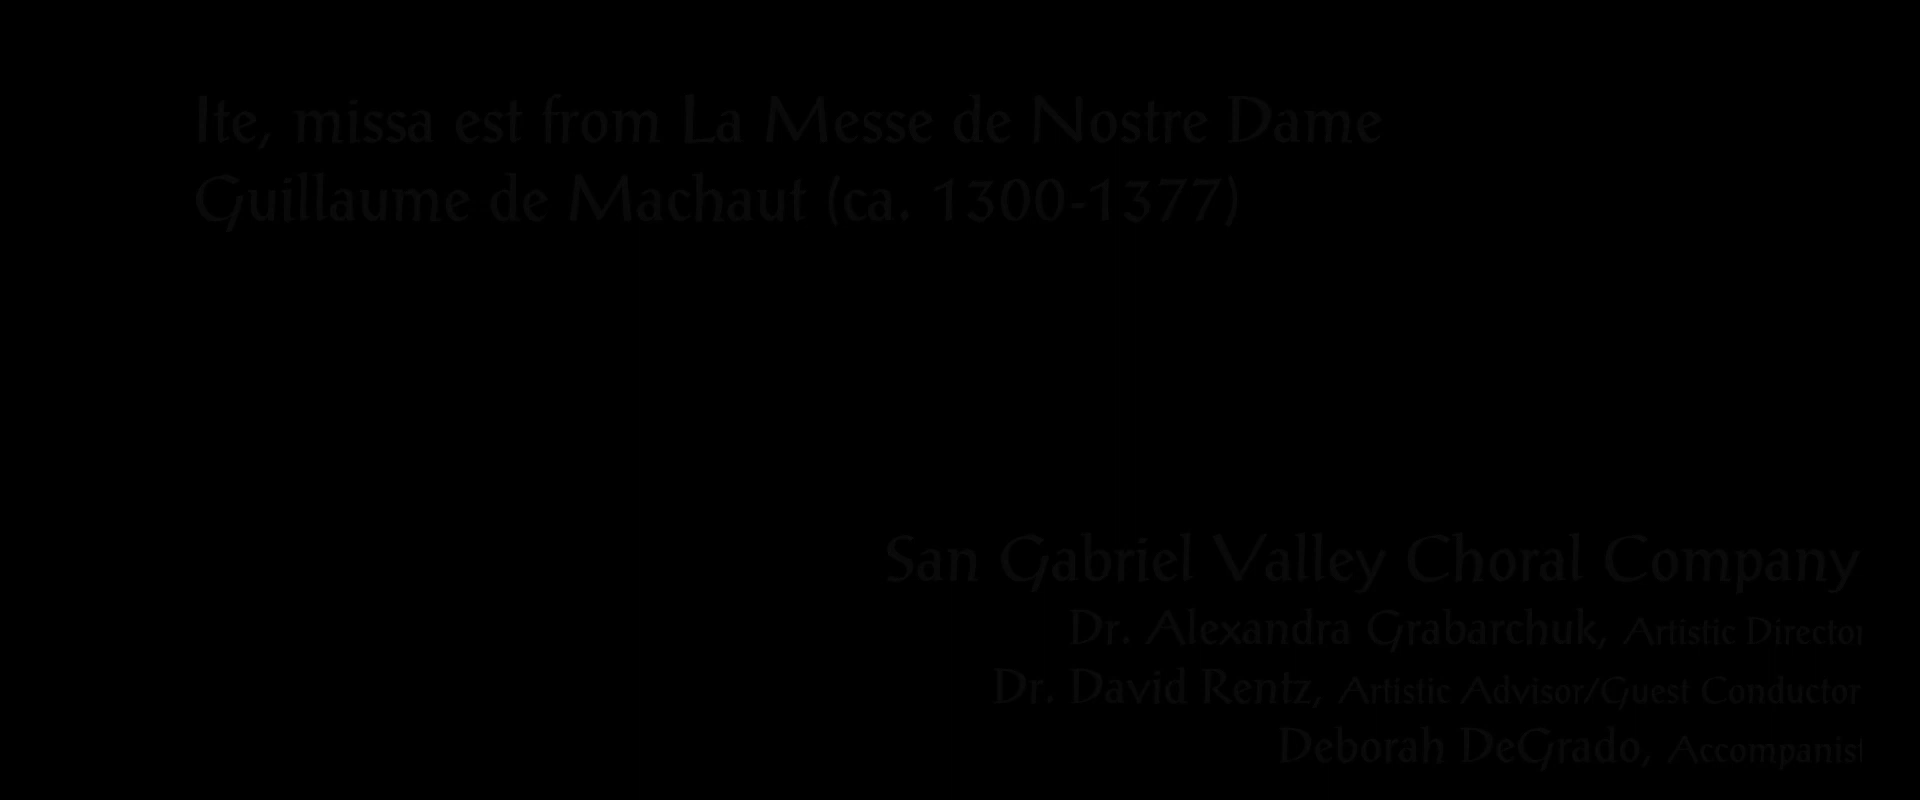 Ite, missa est from La Messe de Nostre Dame
Guillaume de Machaut (ca. 1300-1377)
San Gabriel Valley Choral Company
Dr. Alexandra Grabarchuk, Artistic Director
Dr. David Rentz, Artistic Advisor/Guest Conductor
Deborah DeGrado, Accompanist